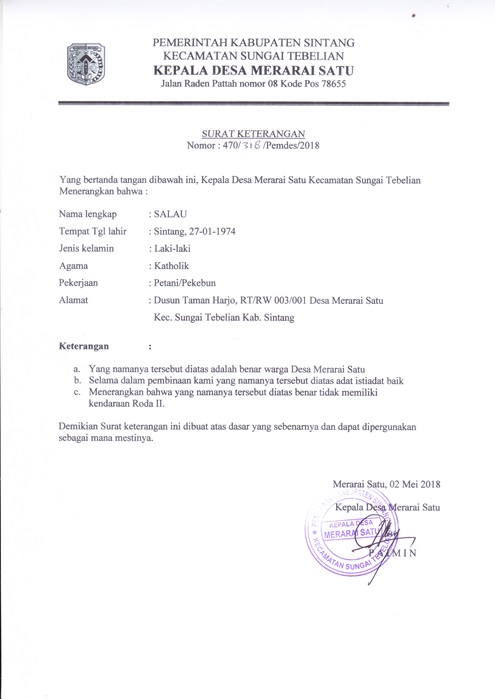 PEMERINTAH KABUPATEN SINTANG
KECAMATAN SUNGAI TEBELIAN
KEPALA DESA MERARAI SATU
Jalan Raden Pattah nomor 08 Kode Pos 78655
SURAT KETERANGAN
Nomor : 470/318/Pemdes/2018
Yang bertanda tangan dibawah ini, Kepala Desa Merarai Satu Kecamatan Sungai Tebelian
Menerangkan bahwa :
Nama lengkap : SALAU
Tempat Tgl lahir : Sintang, 27-01-1974
Jenis kelamin : Laki-laki
Agama : Katholik
Pekerjaan : Petani/Pekebun
Alamat : Dusun Taman Harjo, RT/RW 003/001 Desa Merarai Satu
Kec. Sungai Tebelian Kab. Sintang
Keterangan :
a. Yang namanya tersebut diatas adalah benar warga Desa Merarai Satu
b. Selama dalam pembinaan kami yang namanya tersebut diatas adat istiadat baik
c. Menerangkan bahwa yang namanya tersebut diatas benar tidak memiliki
kendaraan Roda II.
Demikian Surat keterangan ini dibuat atas dasar yang sebenarnya dan dapat dipergunakan
sebagai mana mestinya.
Merarai Satu, 02 Mei 2018
Kepala Desa Merarai Satu
KEPALA DESA
MERARAI SATU
KECAMATAN SUNGAI TEBELIAN